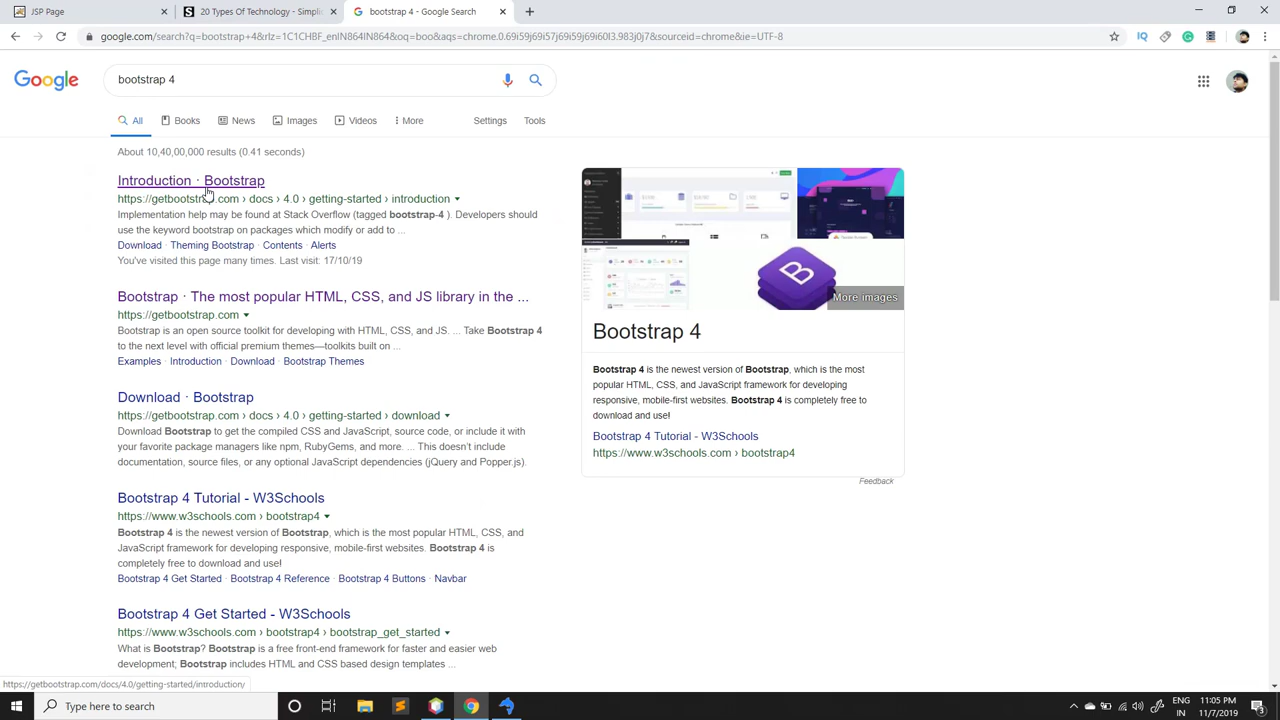 JSP Page
20 Types of Technology - Simplic
bootstrap 4 - Google Search
google.com/search?q=bootstrap+4&rlz=1C1CHBF_enIN864IN864&oq=boo&aqs=chrome.0.69i59j69i57j69i59j69i60l3.983j0j7&sourceid=chrome&ie=UTF-8
Google
bootstrap 4
All
Books
News
Images
Videos
More
Settings
Tools
About 10,40,00,000 results (0.41 seconds)
Introduction · Bootstrap
https://getbootstrap.com › docs › 4.0 › getting-started › introduction
Implementation help may be found at Stack Overflow (tagged bootstrap-4 ). Developers should
use the keyword bootstrap on packages which modify or add to ...
Download · Theming Bootstrap · Contents · Alerts
You've visited this page many times. Last visit: 17/10/19
Bootstrap · The most popular HTML, CSS, and JS library in the ...
https://getbootstrap.com
Bootstrap is an open source toolkit for developing with HTML, CSS, and JS. ... Take Bootstrap 4
to the next level with official premium themes—toolkits built on ...
Examples · Introduction · Download · Bootstrap Themes
Download · Bootstrap
https://getbootstrap.com › docs › 4.0 › getting-started › download
Download Bootstrap to get the compiled CSS and JavaScript, source code, or include it with
your favorite package managers like npm, RubyGems, and more. ... This doesn't include
documentation, source files, or any optional JavaScript dependencies (jQuery and Popper.js).
Bootstrap 4 Tutorial - W3Schools
https://www.w3schools.com › bootstrap4
Bootstrap 4 is the newest version of Bootstrap, which is the most popular HTML, CSS, and
JavaScript framework for developing responsive, mobile-first websites. Bootstrap 4 is
completely free to download and use!
Bootstrap 4 Get Started · Bootstrap 4 Reference · Bootstrap 4 Buttons · Navbar
Bootstrap 4 Get Started - W3Schools
https://www.w3schools.com › bootstrap4 › bootstrap_get_started
What is Bootstrap? Bootstrap is a free front-end framework for faster and easier web
development; Bootstrap includes HTML and CSS based design templates ...
B
More images
Bootstrap 4
Bootstrap 4 is the newest version of Bootstrap, which is the most
popular HTML, CSS, and JavaScript framework for developing
responsive, mobile-first websites. Bootstrap 4 is completely free to
download and use!
Bootstrap 4 Tutorial - W3Schools
https://www.w3schools.com › bootstrap4
Feedback
https://getbootstrap.com/docs/4.0/getting-started/introduction/
Type here to search
ENG
IN
11:05 PM
11/7/2019
3